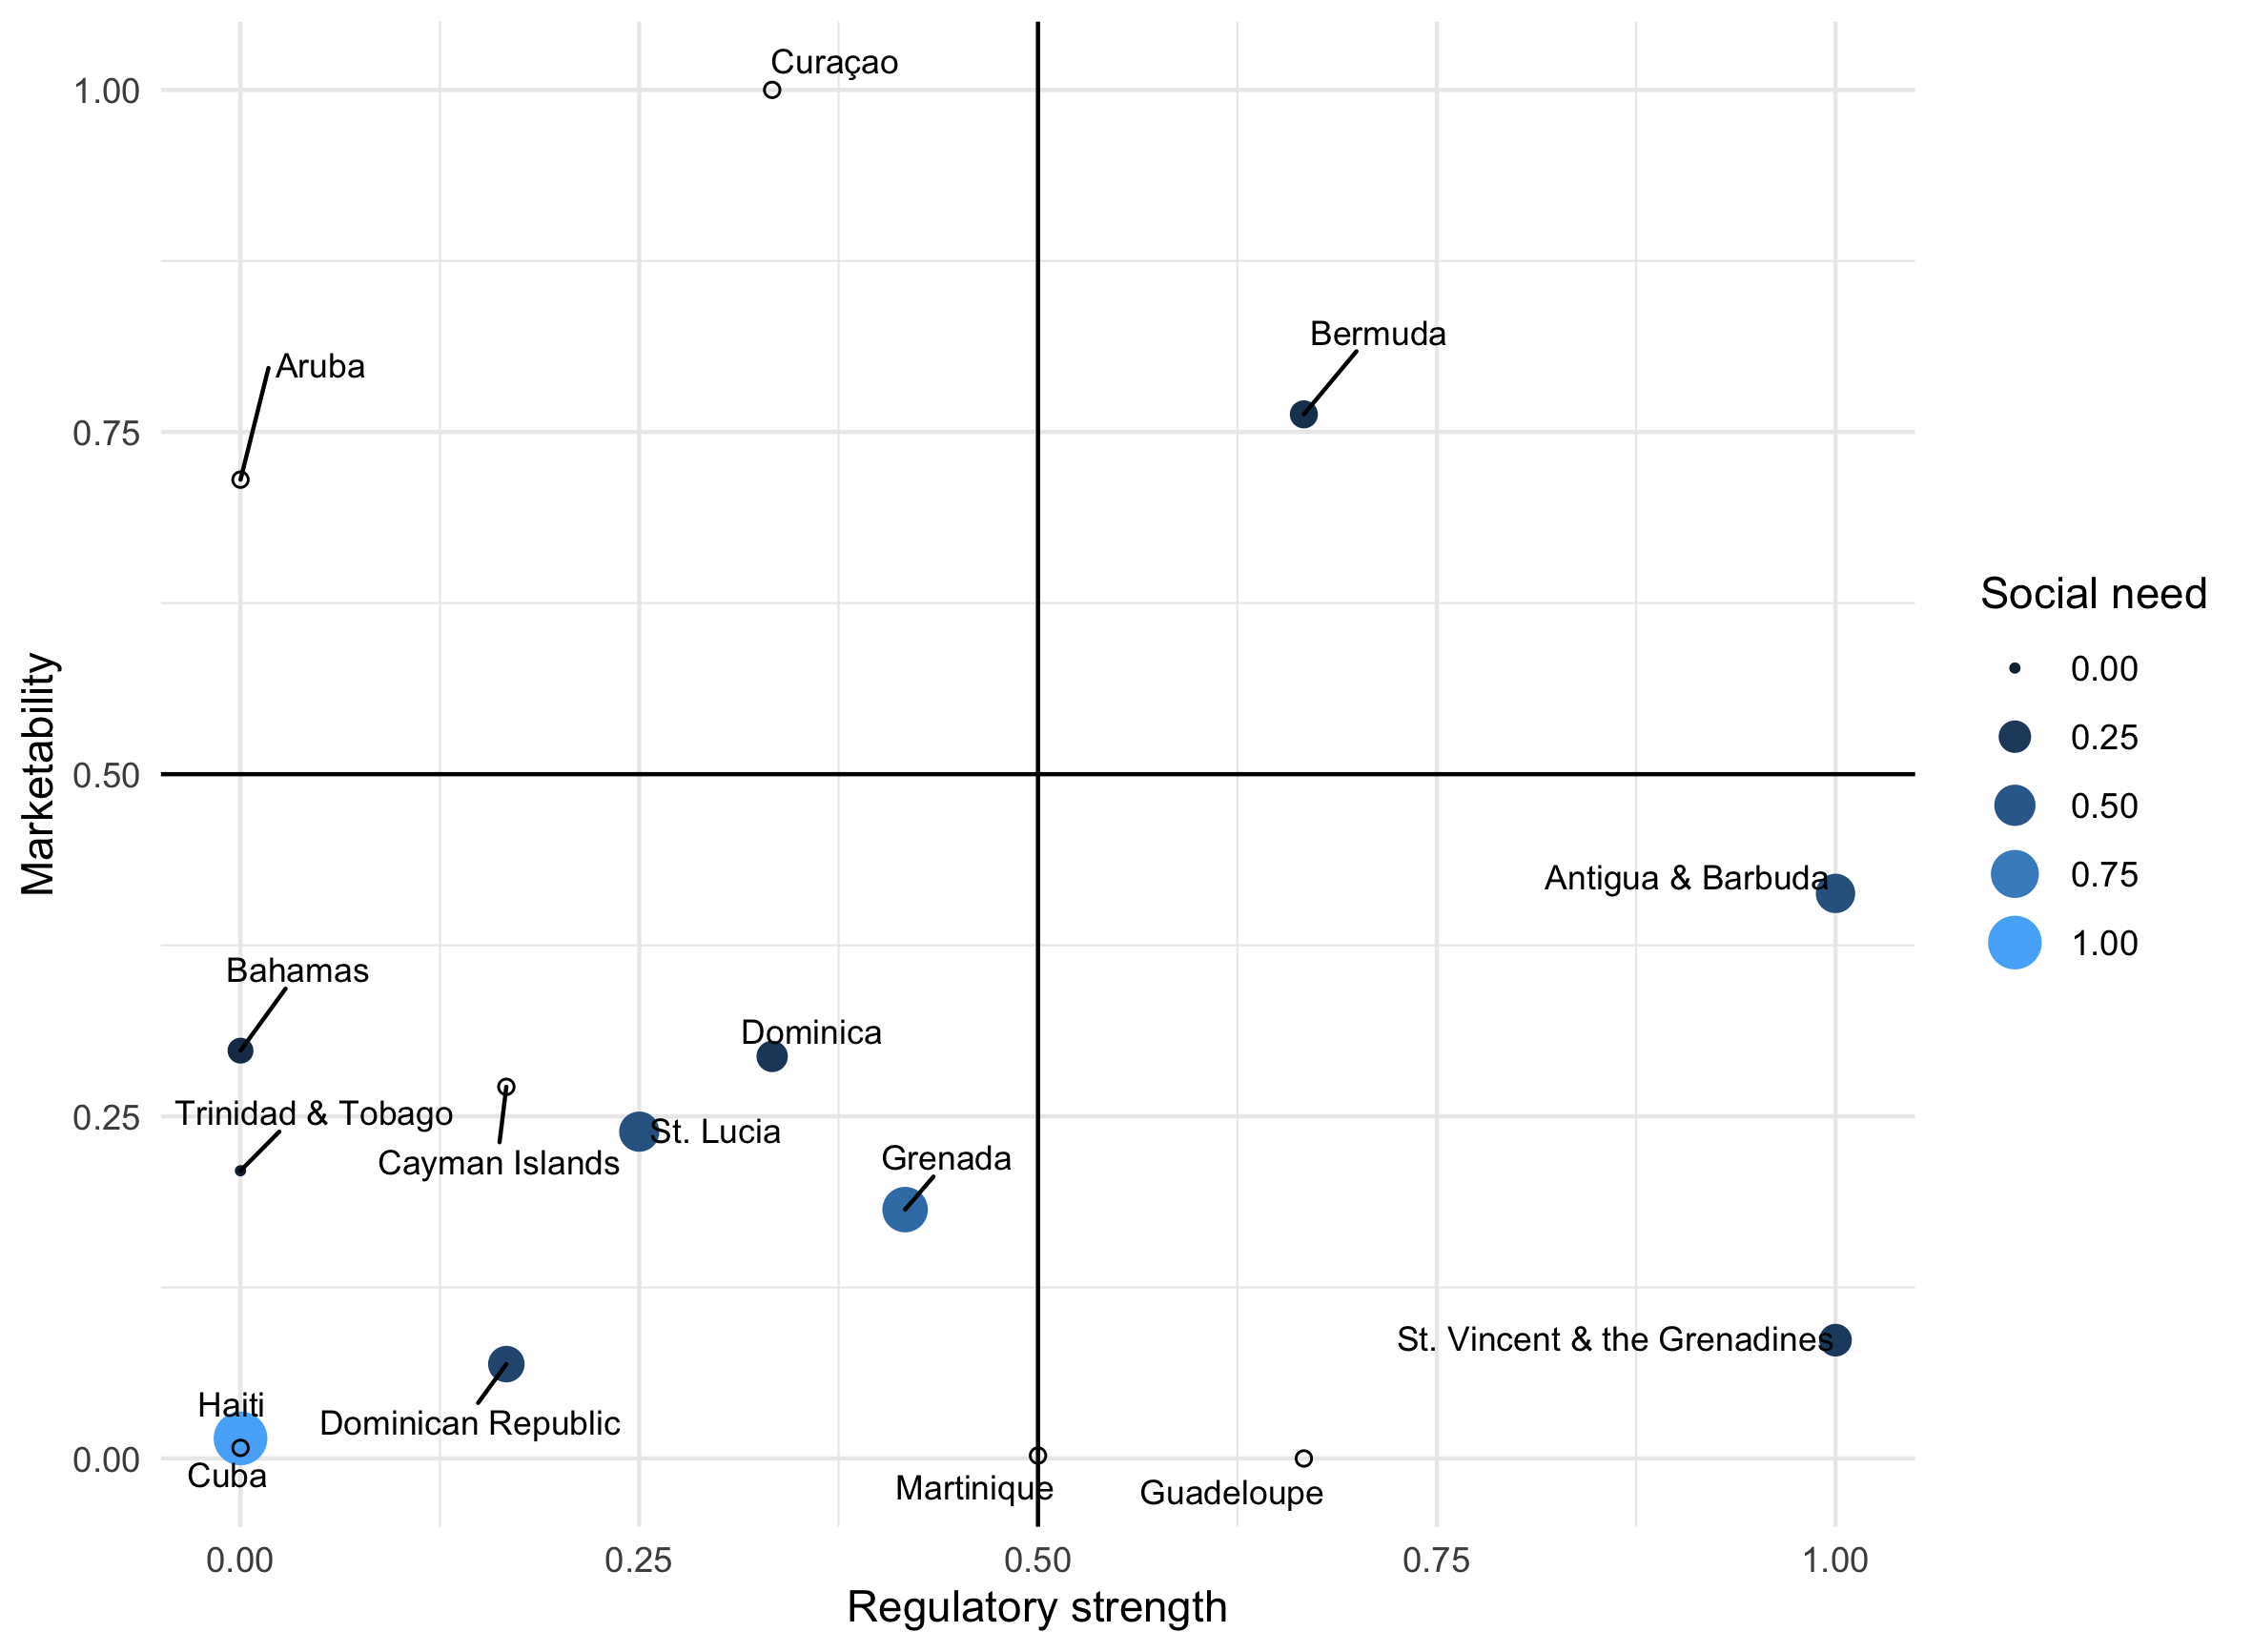 Curaçao
1.00
Bermuda
Aruba
0.75
Social need
0.00
0.25
0.50
0.75
1.00
0.50
Marketability
Antigua & Barbuda
Bahamas
Dominica
Trinidad & Tobago
0.25
St. Lucia
Cayman Islands
Grenada
St. Vincent & the Grenadines
Haiti
Dominican Republic
0.00
Cuba
Martinique
Guadeloupe
0.00
0.25
0.50
0.75
1.00
Regulatory strength